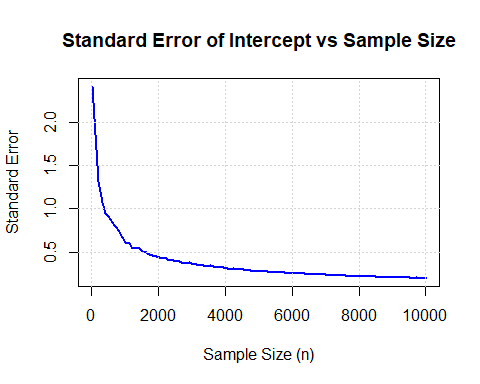 Standard Error of Intercept vs Sample Size
Standard Error
2.0
1.5
1.0
0.5
0 2000 4000 6000 8000 10000
Sample Size (n)